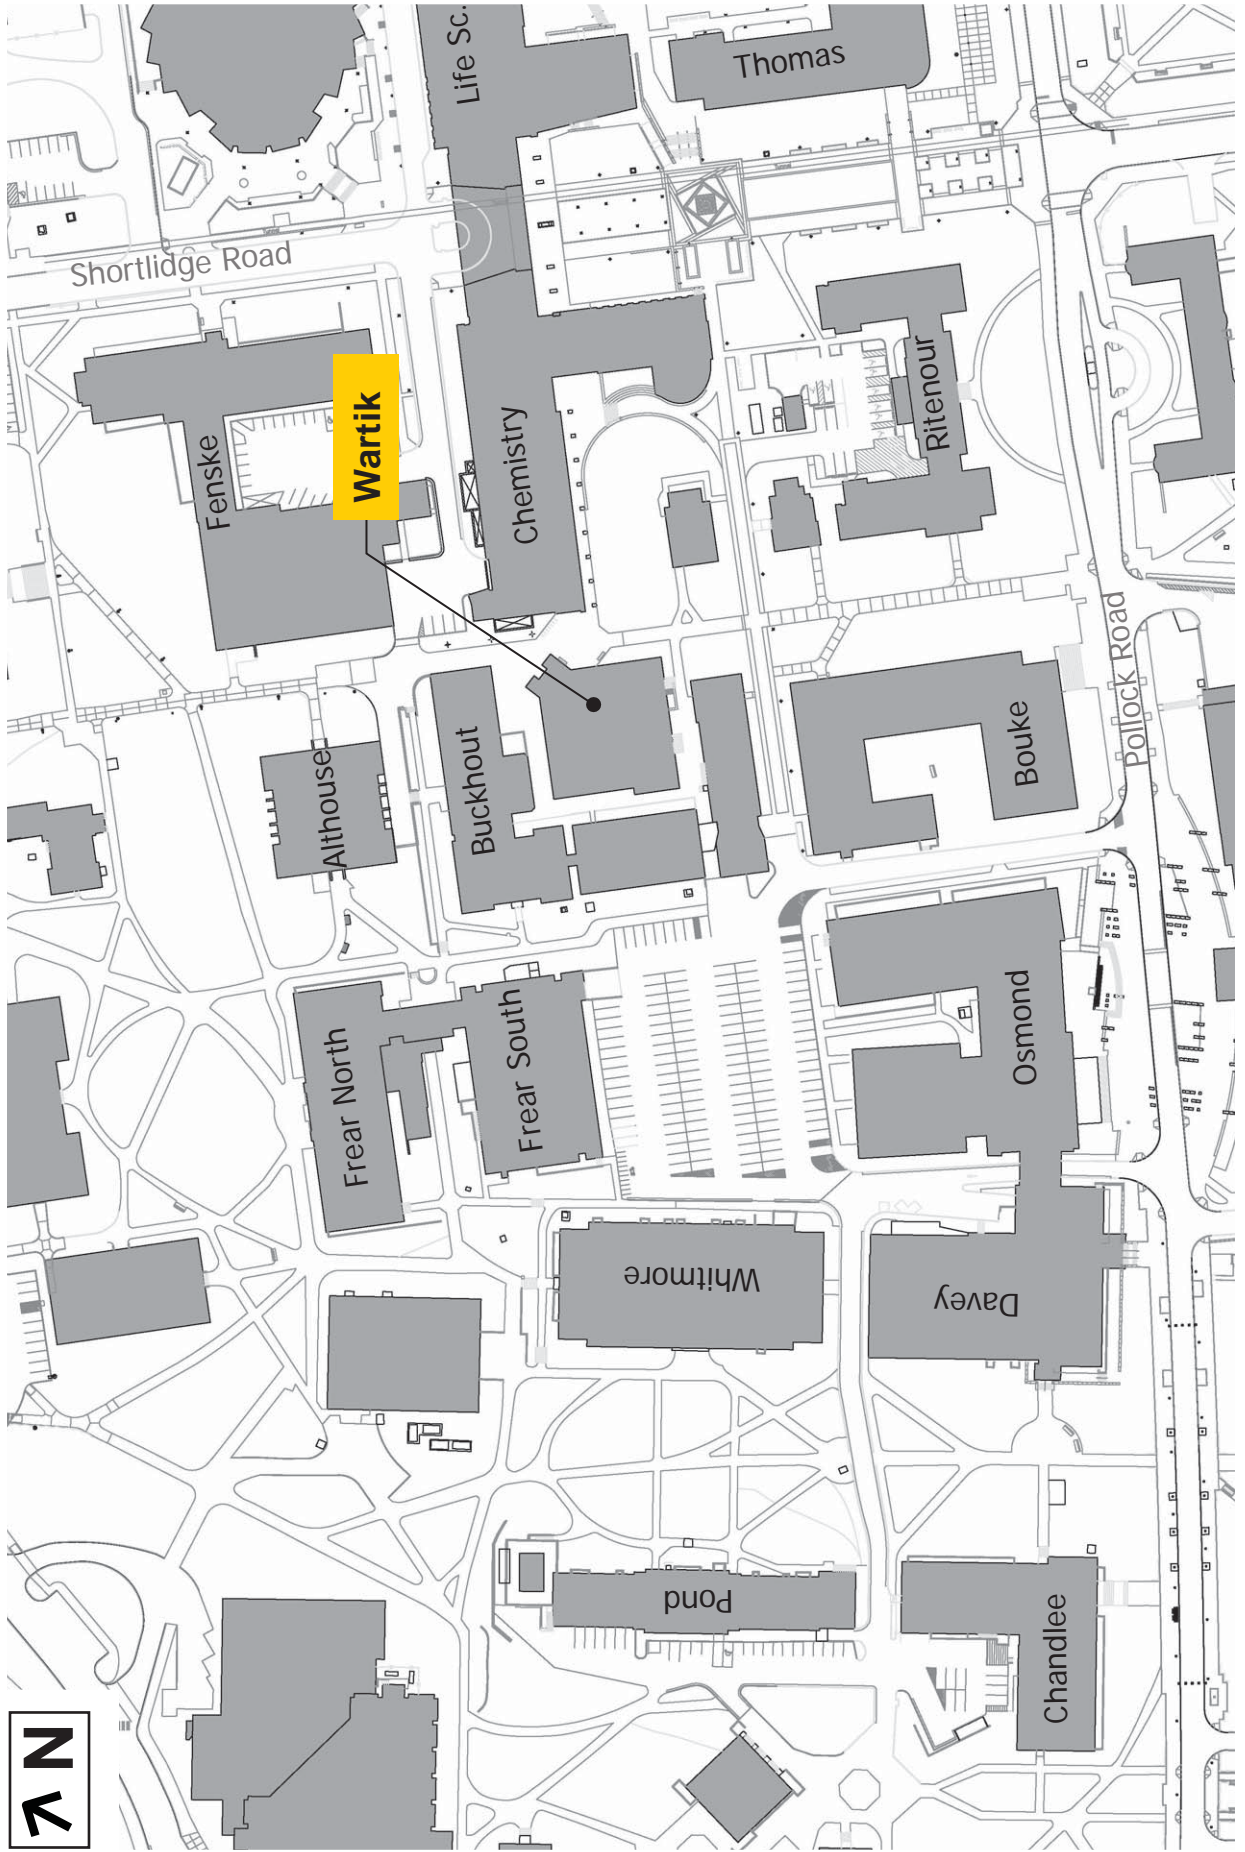 Life Sc.
Thomas
Shortlidge Road
Wartik
Fenske
Chemistry
Ritenour
Pollock Road
Althouse
Buckhout
Bouke
Frear North
Frear South
Osmond
Whitmore
Davey
Pond
Chandlee
N